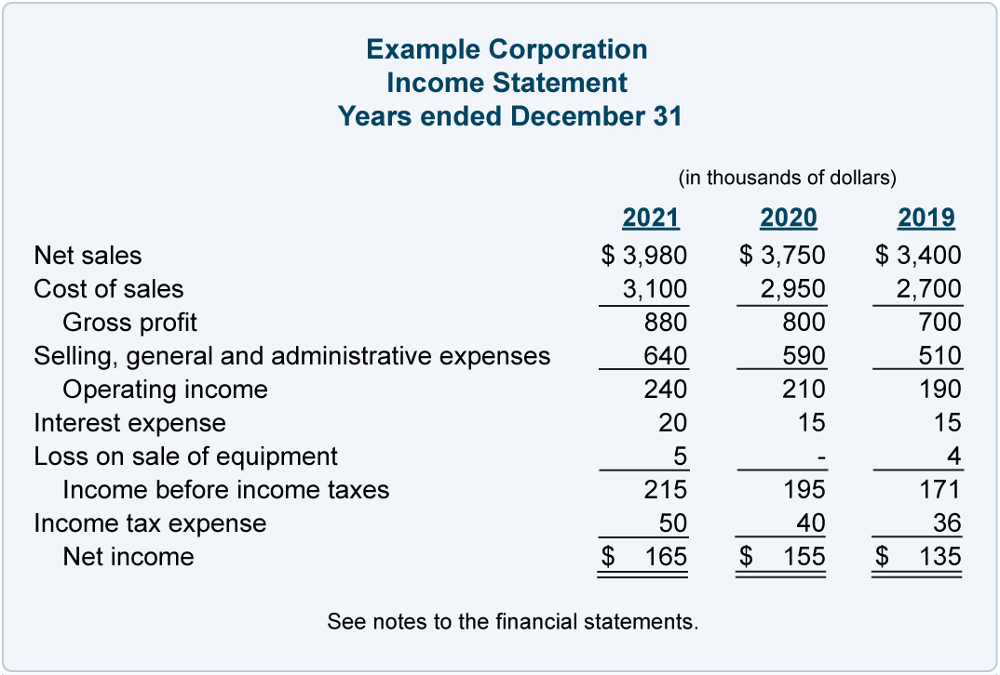 Example Corporation
Income Statement
Years ended December 31
(in thousands of dollars)
2021 2020 2019
Net sales $ 3,980 $ 3,750 $ 3,400
Cost of sales 3,100 2,950 2,700
Gross profit 880 800 700
Selling, general and administrative expenses 640 590 510
Operating income 240 210 190
Interest expense 20 15 15
Loss on sale of equipment 5 - 4
Income before income taxes 215 195 171
Income tax expense 50 40 36
Net income $ 165 $ 155 $ 135
See notes to the financial statements.